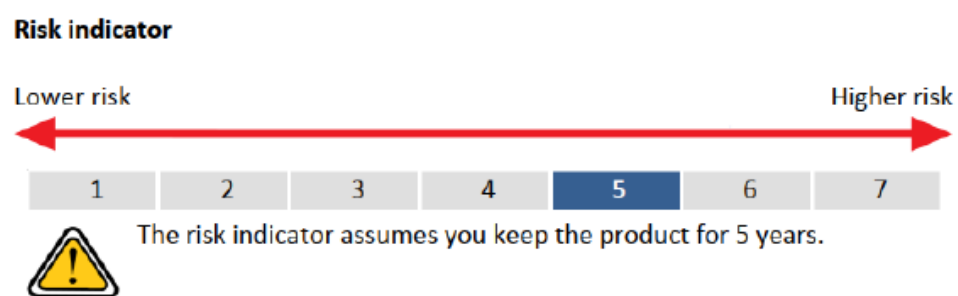 Risk indicator
Lower risk Higher risk
1 2 3 4 5 6 7
The risk indicator assumes you keep the product for 5 years.